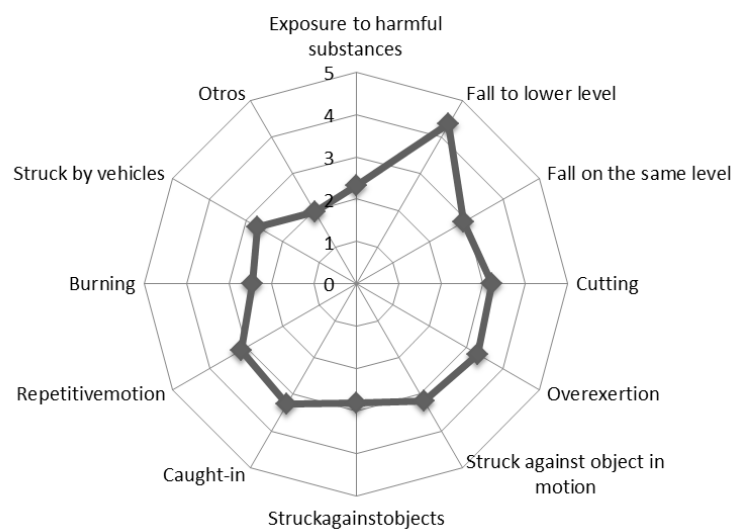 Exposure to harmful
substances
Fall to lower level
Fall on the same level
Cutting
Overexertion
Struck against object in
motion
Struckagainstobjects
Caught-in
Repetitivemotion
Burning
Struck by vehicles
Otros
5
4
3
2
1
0